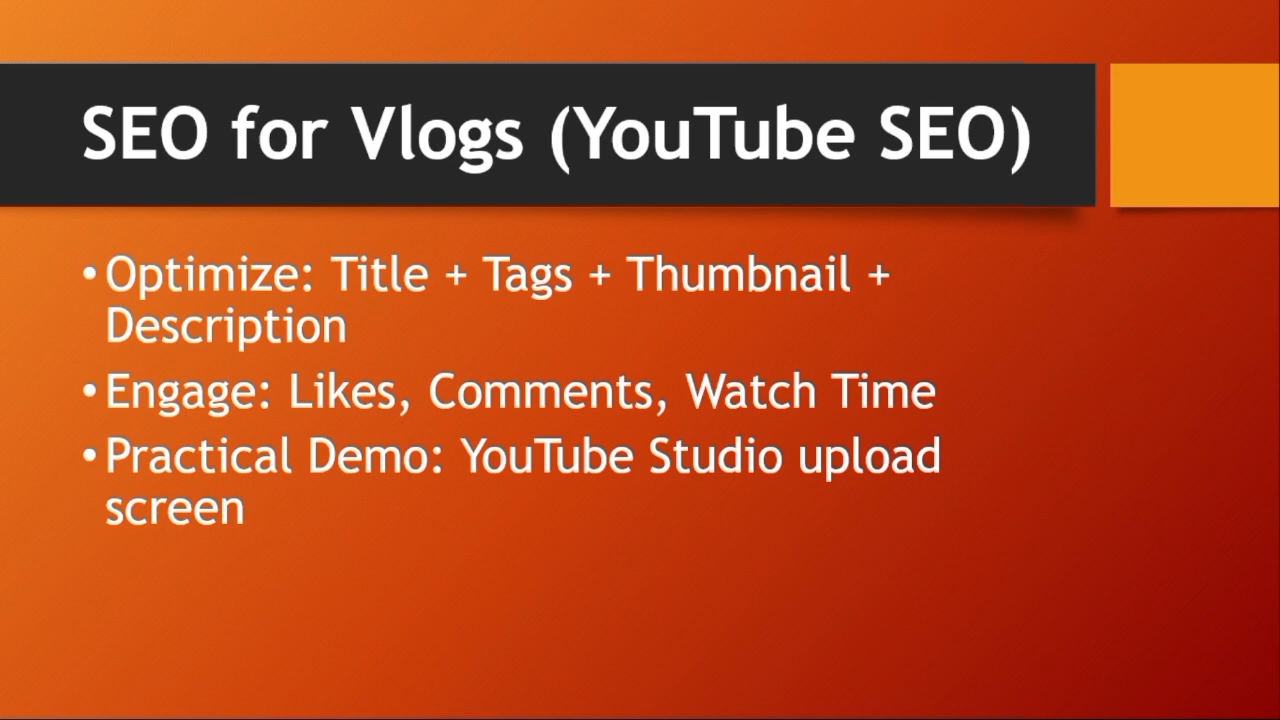 SEO for Vlogs (YouTube SEO)
• Optimize: Title + Tags + Thumbnail +
Description
• Engage: Likes, Comments, Watch Time
• Practical Demo: YouTube Studio upload
screen